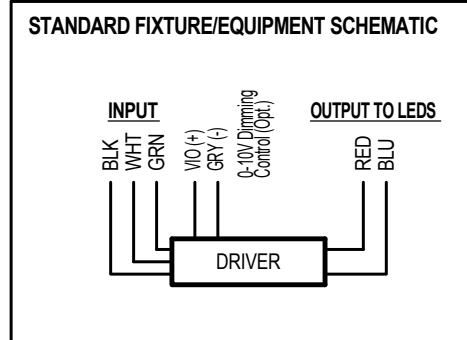 STANDARD FIXTURE/EQUIPMENT SCHEMATIC
INPUT
OUTPUT TO LEDS
BLK
WHT
GRN
VIO (+)
GRY (-)
0-10V Dimming
Control (Opt.)
RED
BLU
DRIVER